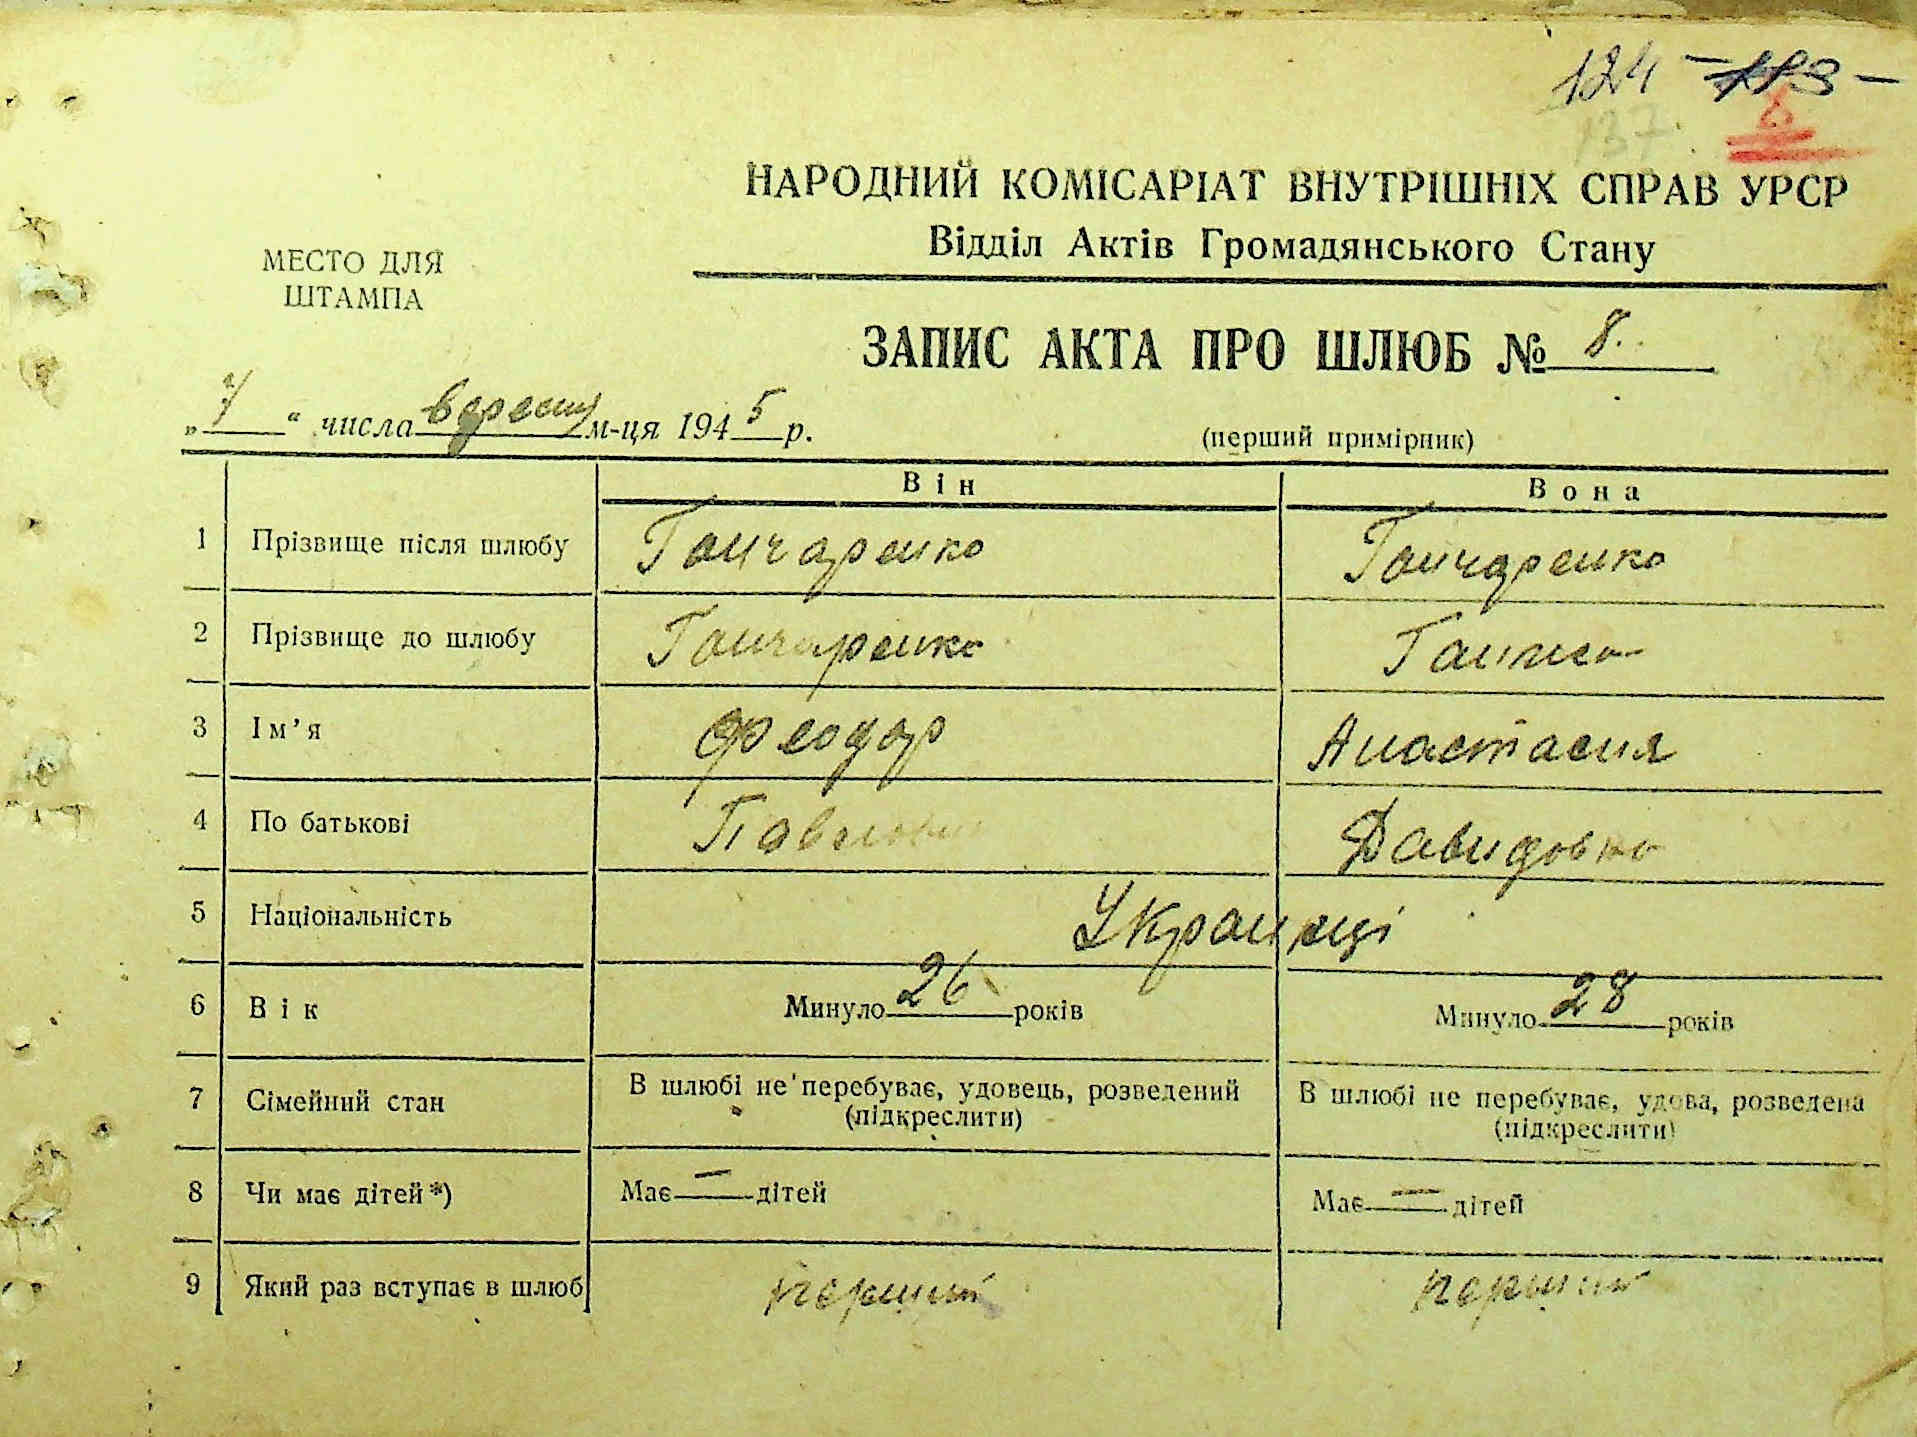 124 - 113 -
137
НАРОДНИЙ КОМІСАРІАТ ВНУТРІШНІХ СПРАВ УРСР
Відділ Актів Громадянського Стану
МЕСТО ДЛЯ
ШТАМПА
ЗАПИС АКТА ПРО ШЛЮБ № 8.
„7“ числа вересня м-ця 1945 р.
(перший примірник)
Він Вона
1 Прізвище після шлюбу Гончаренко Гончаренко
2 Прізвище до шлюбу Гончаренко
3 Ім’я Феодор Анастасия
4 По батькові Павлович Давидовна
5 Національність Украинці
6 Вік Минуло 26 років Минуло 28 років
7 Сімейний стан В шлюбі не перебуває, удовець, розведений В шлюбі не перебуває, удова, розведена
(підкреслити) (підкреслити)
8 Чи має дітей*) Має — дітей Має — дітей
9 Який раз вступає в шлюб перший перший